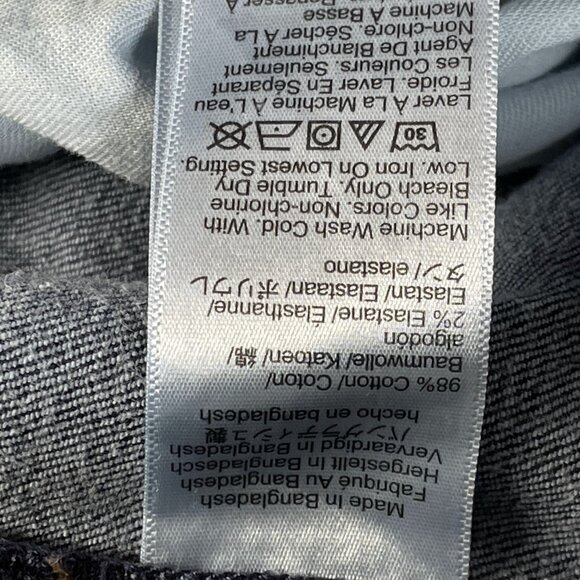 Made In Bangladesh
Fabriqué Au Bangladesh
Hergestellt In Bangladesch
Vervaardigd In Bangladesh
バングラディシュ製
hecho en bangladesh
98% Cotton/ Coton/
Baumwolle/ Katoen/ 綿/
algodón
2% Elastane/ Élasthanne/
Elastan/ Elastaan/ ポリウレ
タン/ elastano
Machine Wash Cold. With
Like Colors. Non-chlorine
Bleach Only. Tumble Dry
Low. Iron On Lowest Setting.
30
Laver À La Machine À L'eau
Froide. Laver En Séparant
Les Couleurs. Seulement
Agent De Blanchiment
Non-chlore. Sécher À La
Machine À Basse